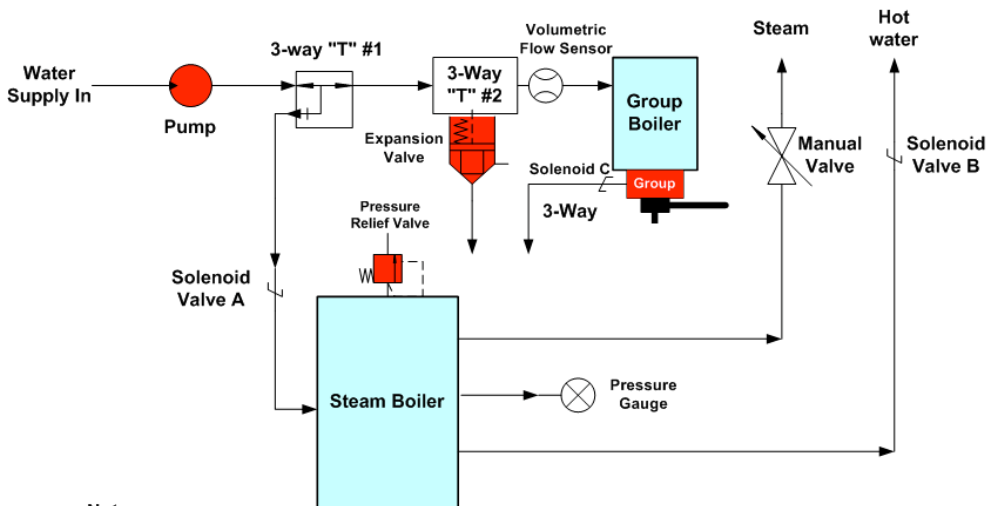 Steam
Hot
water
Volumetric
Flow Sensor
3-way "T" #1
Water
Supply In
Pump
3-Way
"T" #2
Group
Boiler
Expansion
Valve
Manual
Valve
Solenoid
Valve B
Solenoid C
Group
3-Way
Pressure
Relief Valve
Solenoid
Valve A
Steam Boiler
Pressure
Gauge